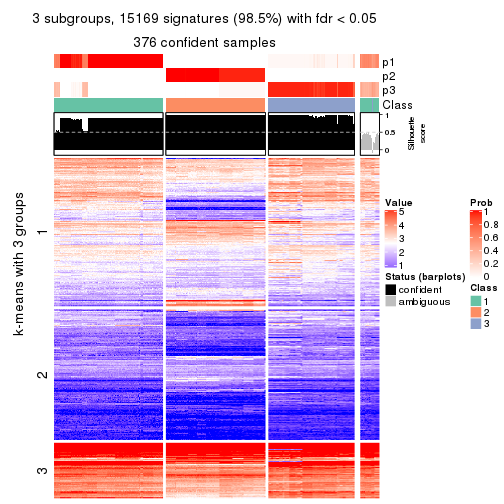 3 subgroups, 15169 signatures (98.5%) with fdr < 0.05
376 confident samples
p1
p2
p3
Class
1
0.5
0
Silhouette
score
k-means with 3 groups
1
2
3
Value
5
4
3
2
1
Status (barplots)
confident
ambiguous
Prob
1
0.8
0.6
0.4
0.2
0
Class
1
2
3